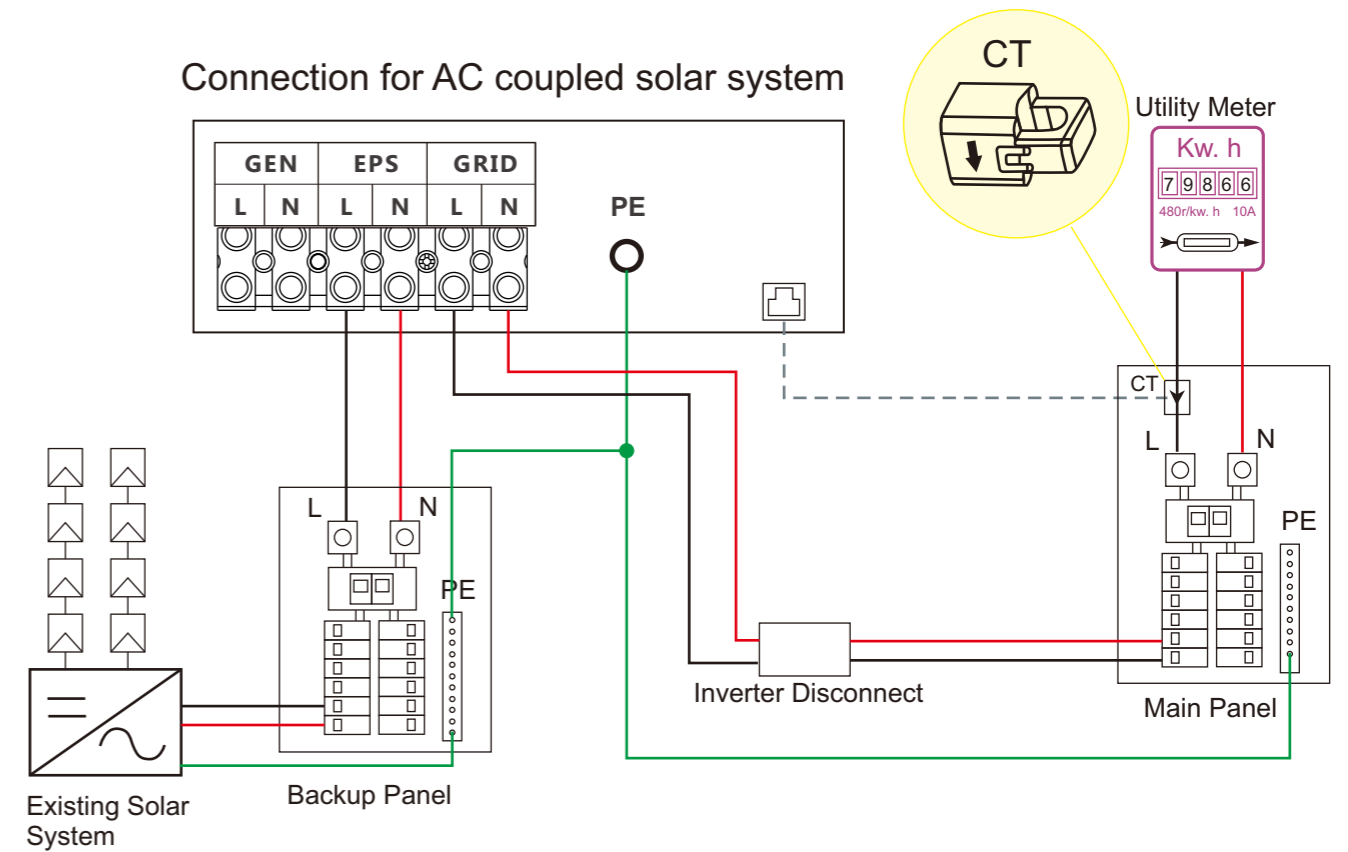 Connection for AC coupled solar system
CT
Utility Meter
Kw. h
79866
480r/kw. h 10A
GEN EPS GRID
L N L N L N
PE
CT
L N
PE
L N
PE
Inverter Disconnect
Main Panel
Backup Panel
Existing Solar
System